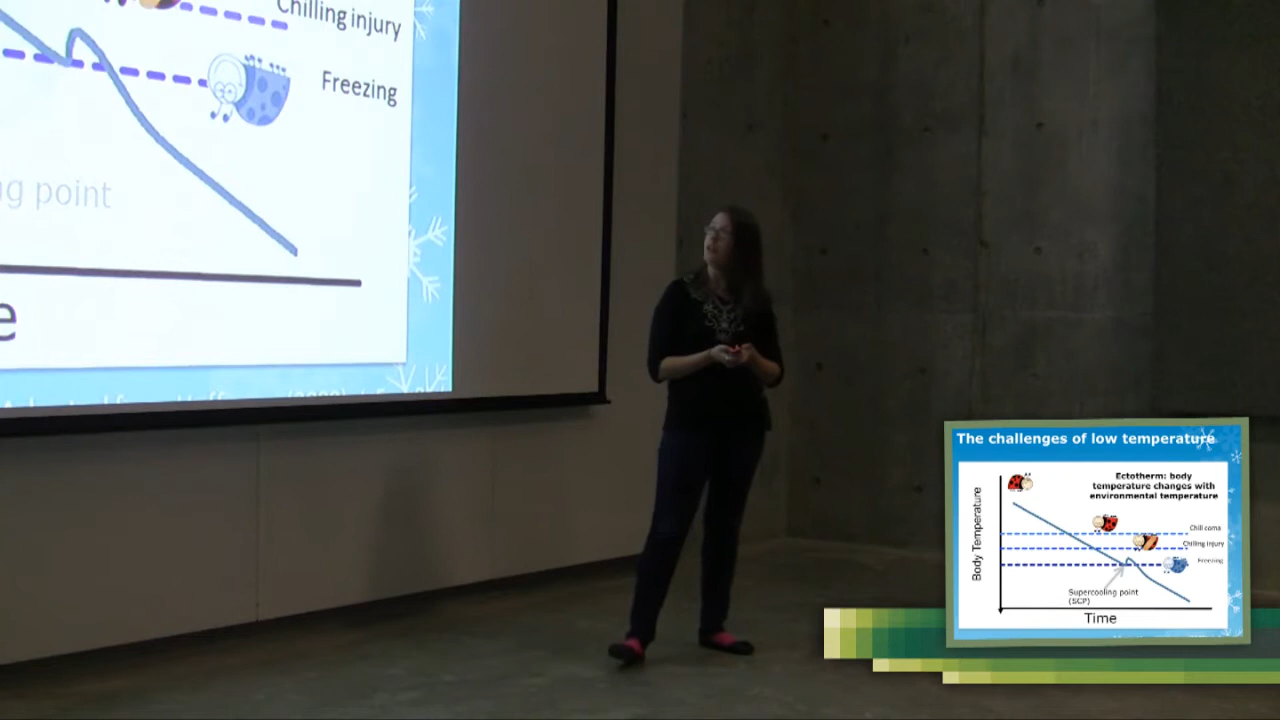 Chilling injury
Freezing
ng point
e
The challenges of low temperature
Ectotherm: body
temperature changes with
environmental temperature
Body Temperature
Chill coma
Chilling injury
Freezing
Supercooling point
(SCP)
Time